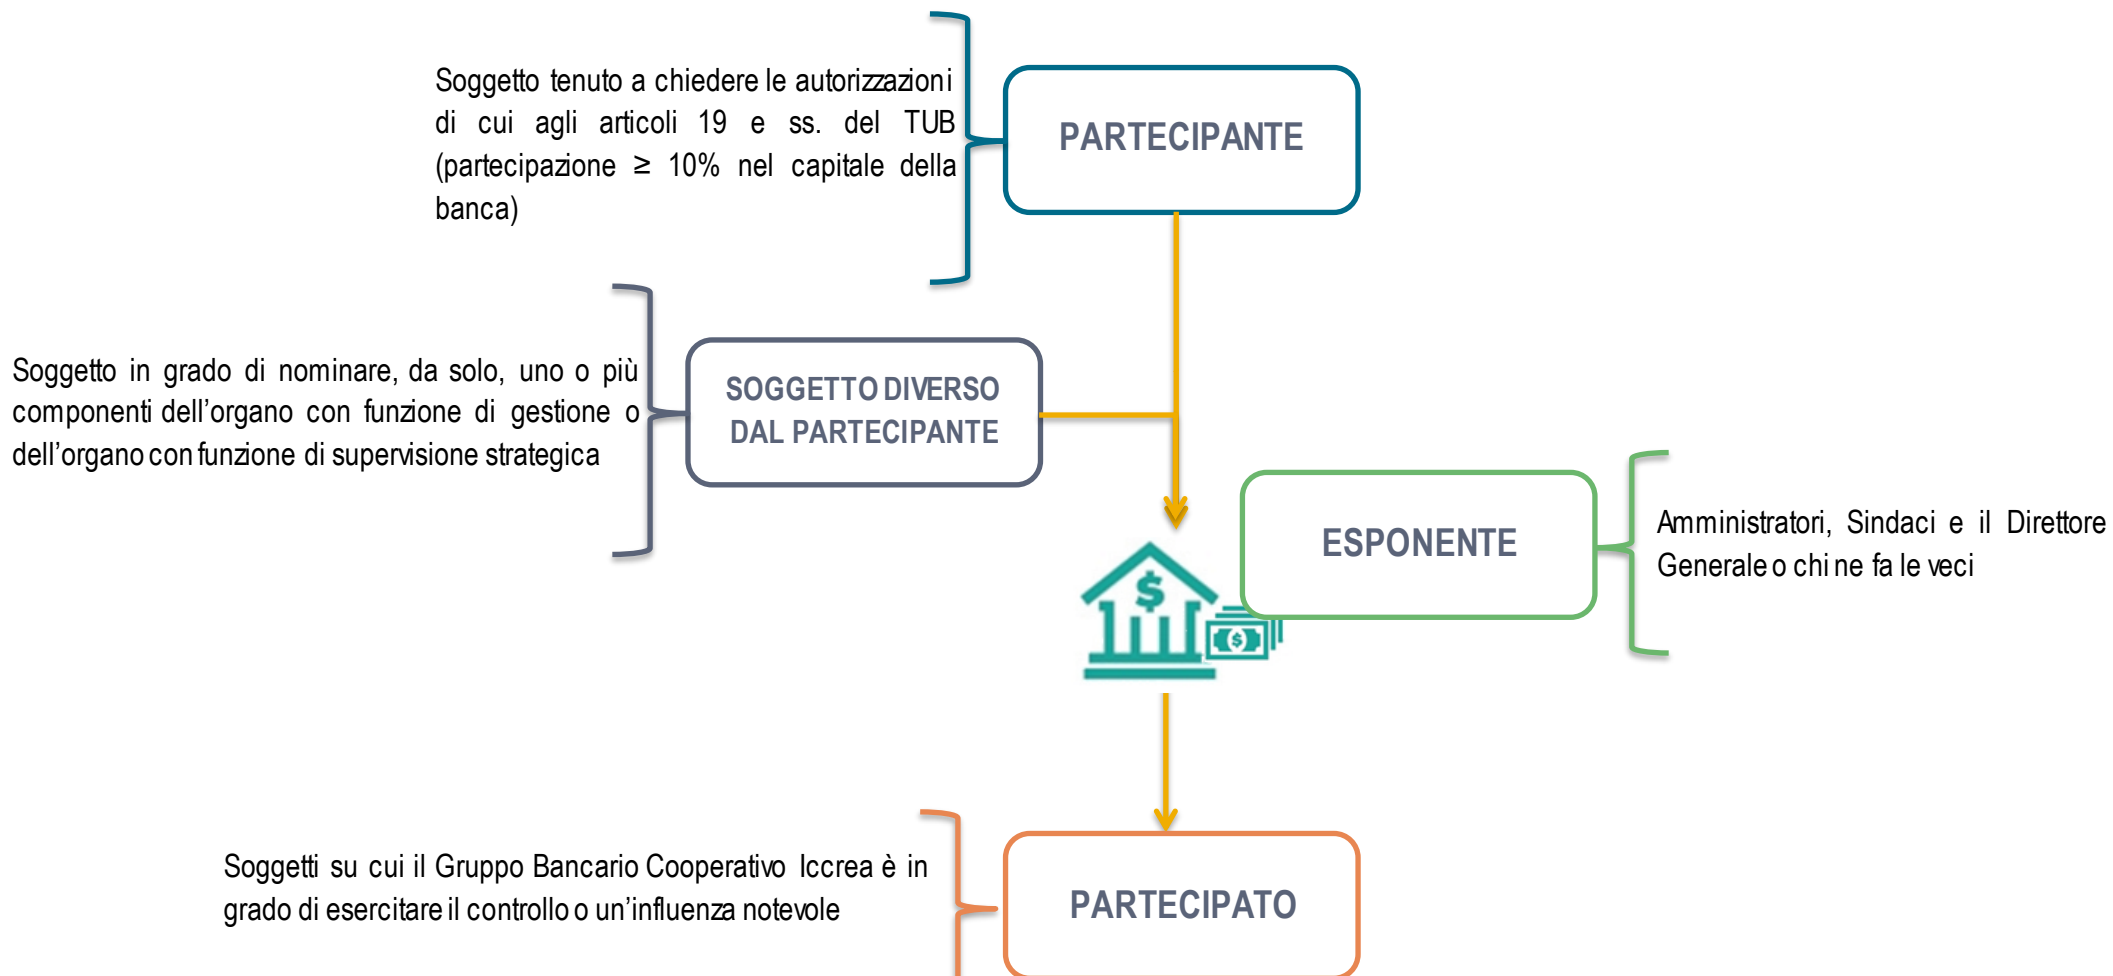 Soggetto tenuto a chiedere le autorizzazioni
di cui agli articoli 19 e ss. del TUB
(partecipazione ≥ 10% nel capitale della
banca)
PARTECIPANTE
Soggetto in grado di nominare, da solo, uno o più
componenti dell’organo con funzione di gestione o
dell’organo con funzione di supervisione strategica
SOGGETTO DIVERSO
DAL PARTECIPANTE
ESPONENTE
Amministratori, Sindaci e il Direttore
Generale o chi ne fa le veci
$
$
Soggetti su cui il Gruppo Bancario Cooperativo Iccrea è in
grado di esercitare il controllo o un’influenza notevole
PARTECIPATO